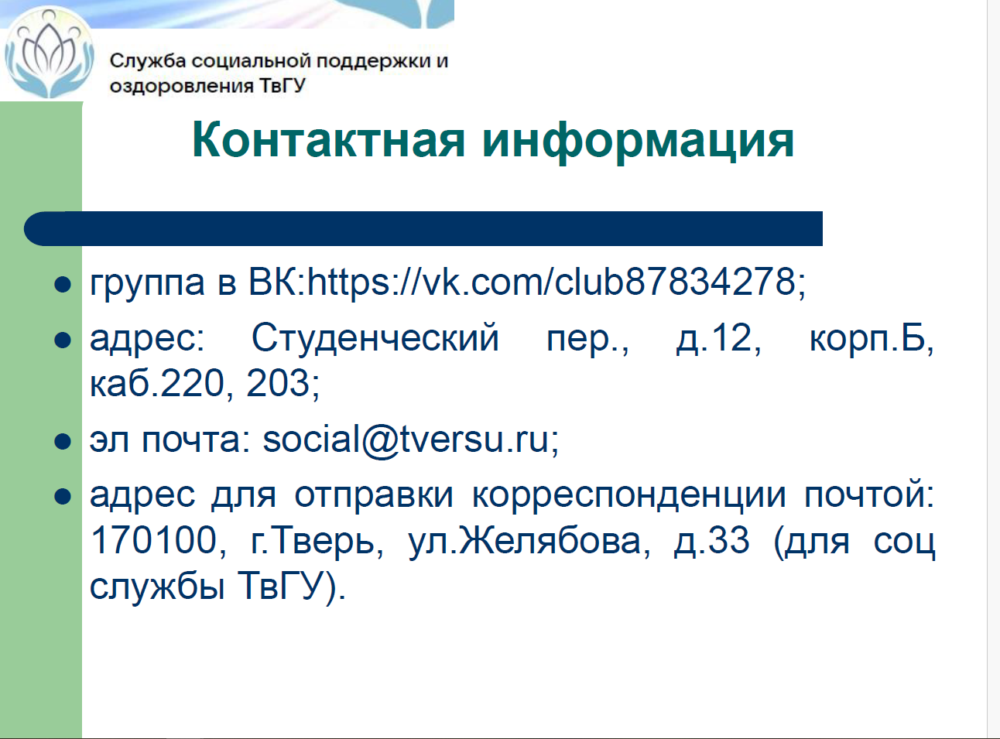 Служба социальной поддержки и
оздоровления ТвГУ
Контактная информация
группа в ВК:https://vk.com/club87834278;
адрес: Студенческий пер., д.12, корп.Б,
каб.220, 203;
эл почта: social@tversu.ru;
адрес для отправки корреспонденции почтой:
170100, г.Тверь, ул.Желябова, д.33 (для соц
службы ТвГУ).